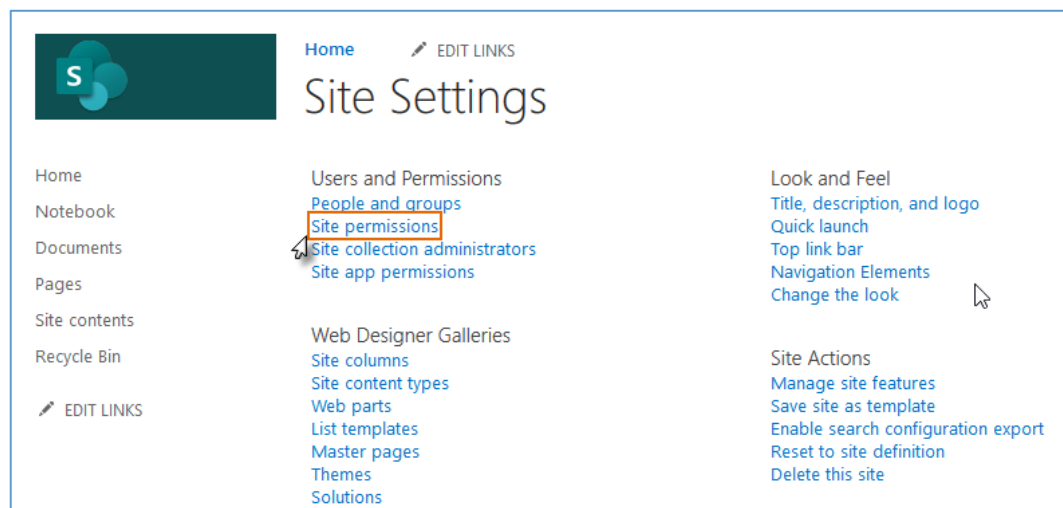 S
Home EDIT LINKS
Site Settings
Home
Notebook
Documents
Pages
Site contents
Recycle Bin
EDIT LINKS
Users and Permissions
People and groups
Site permissions
Site collection administrators
Site app permissions
Web Designer Galleries
Site columns
Site content types
Web parts
List templates
Master pages
Themes
Solutions
Look and Feel
Title, description, and logo
Quick launch
Top link bar
Navigation Elements
Change the look
Site Actions
Manage site features
Save site as template
Enable search configuration export
Reset to site definition
Delete this site